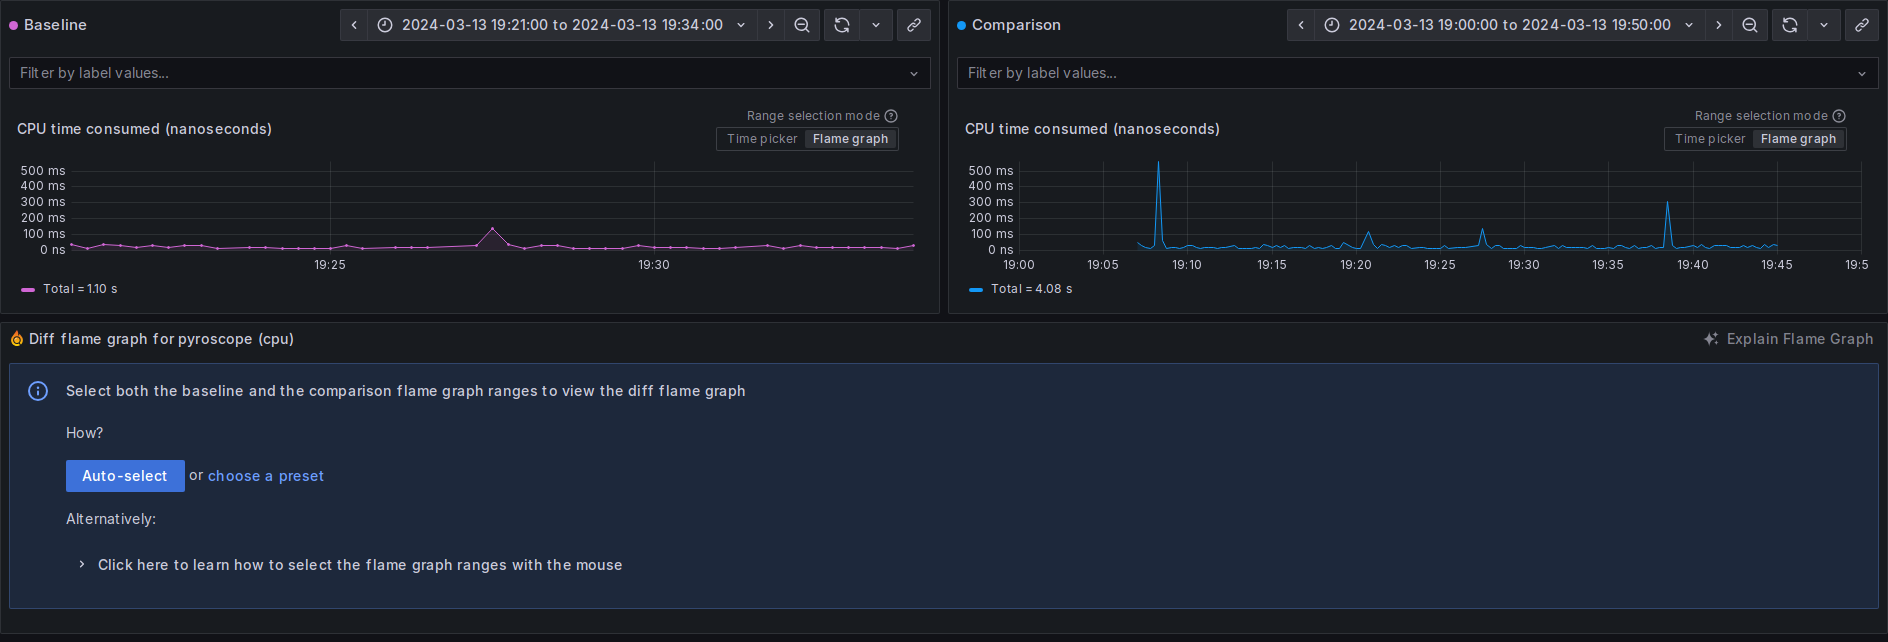 Baseline
2024-03-13 19:21:00 to 2024-03-13 19:34:00
Filter by label values...
Range selection mode
CPU time consumed (nanoseconds)
Time picker Flame graph
500 ms
400 ms
300 ms
200 ms
100 ms
0 ns
19:25 19:30
Total = 1.10 s
Comparison
2024-03-13 19:00:00 to 2024-03-13 19:50:00
Filter by label values...
Range selection mode
CPU time consumed (nanoseconds)
Time picker Flame graph
500 ms
400 ms
300 ms
200 ms
100 ms
0 ns
19:00 19:05 19:10 19:15 19:20 19:25 19:30 19:35 19:40 19:45 19:5
Total = 4.08 s
Diff flame graph for pyroscope (cpu)
Explain Flame Graph
Select both the baseline and the comparison flame graph ranges to view the diff flame graph
How?
Auto-select or choose a preset
Alternatively:
Click here to learn how to select the flame graph ranges with the mouse